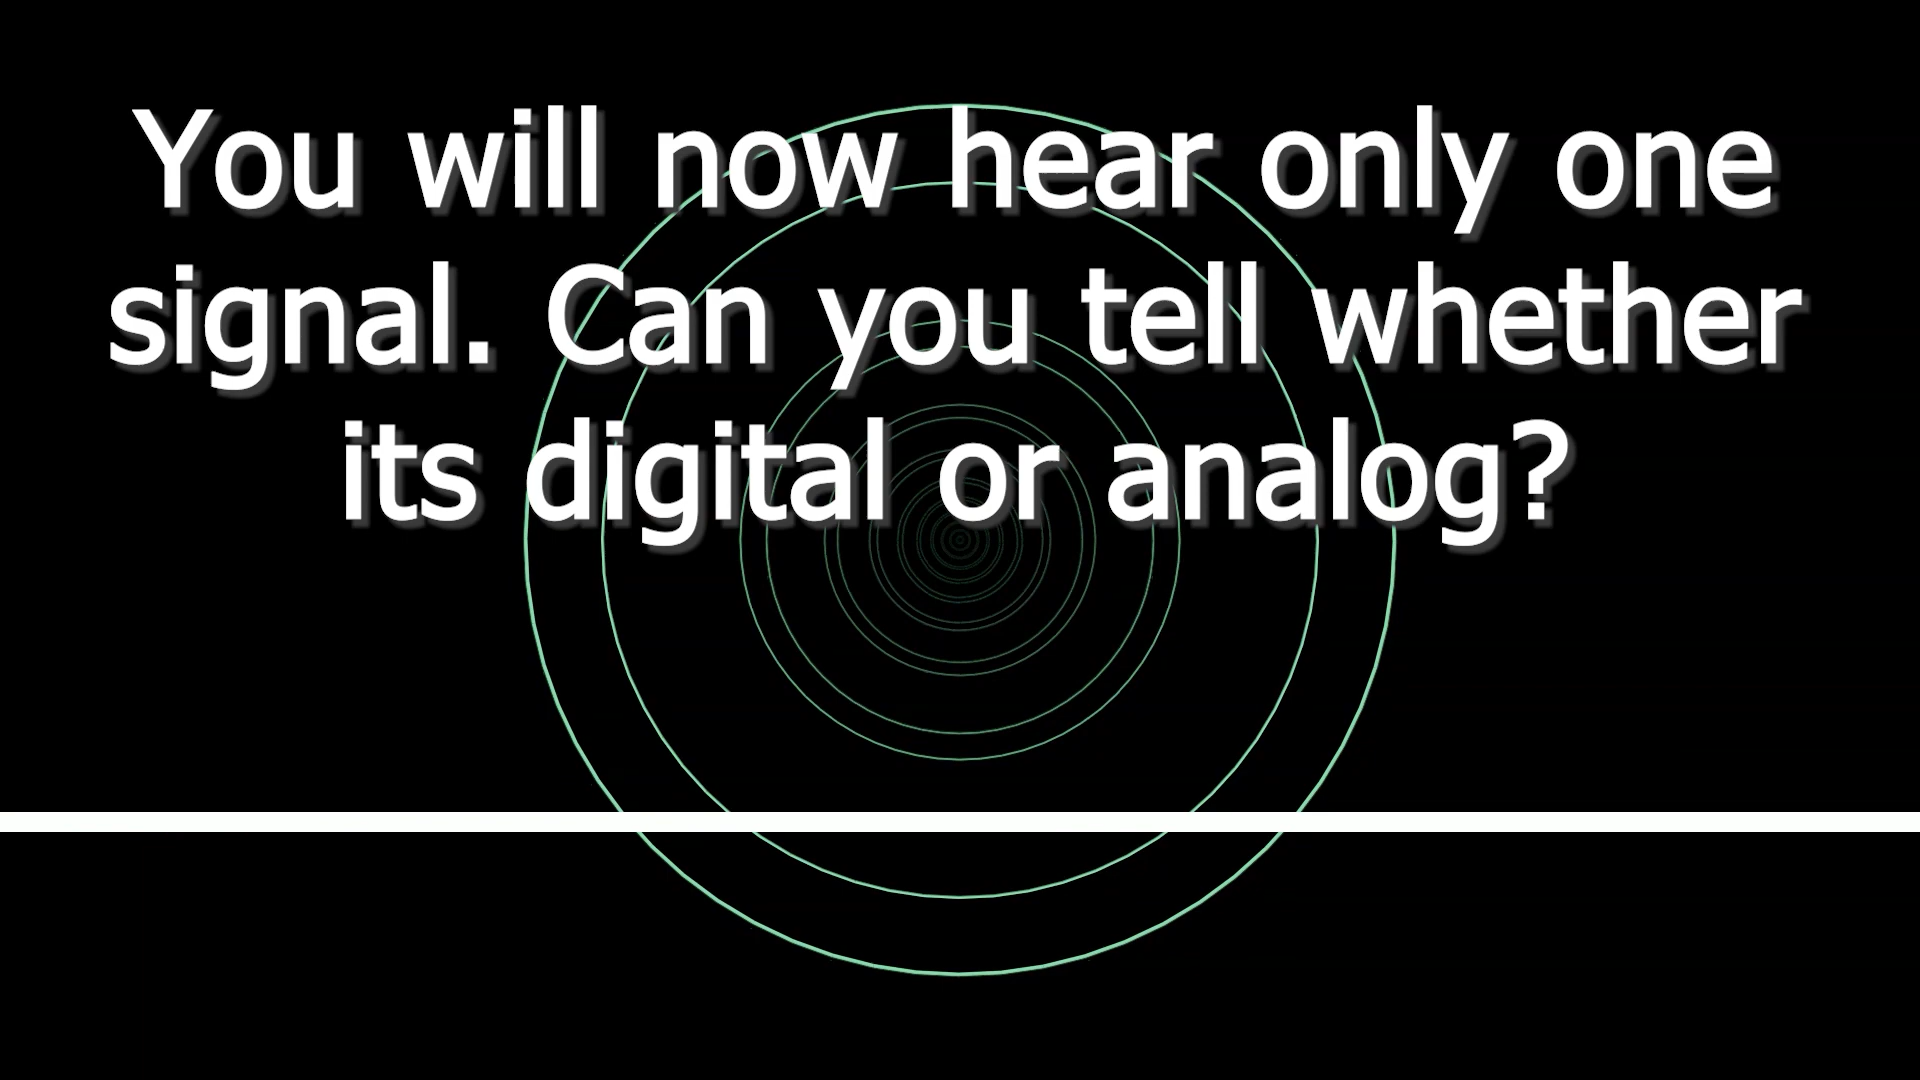 You will now hear only one
signal. Can you tell whether
its digital or analog?